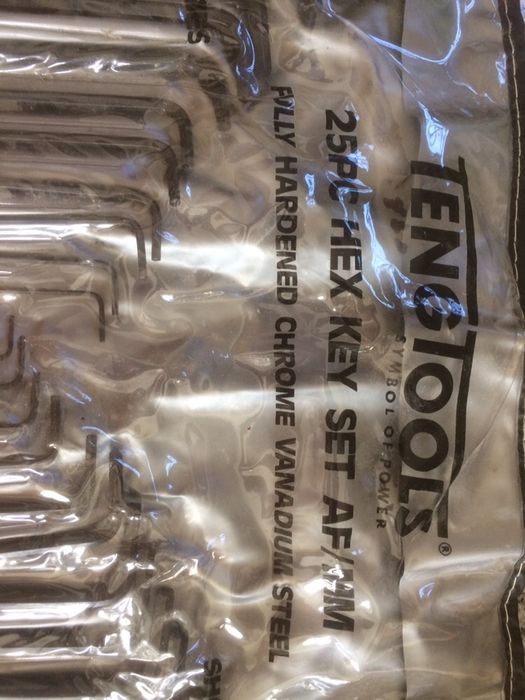 TENGTOOLS®
SYMBOL OF POWER
25PC HEX KEY SET AF/MM
FULLY HARDENED CHROME VANADIUM STEEL